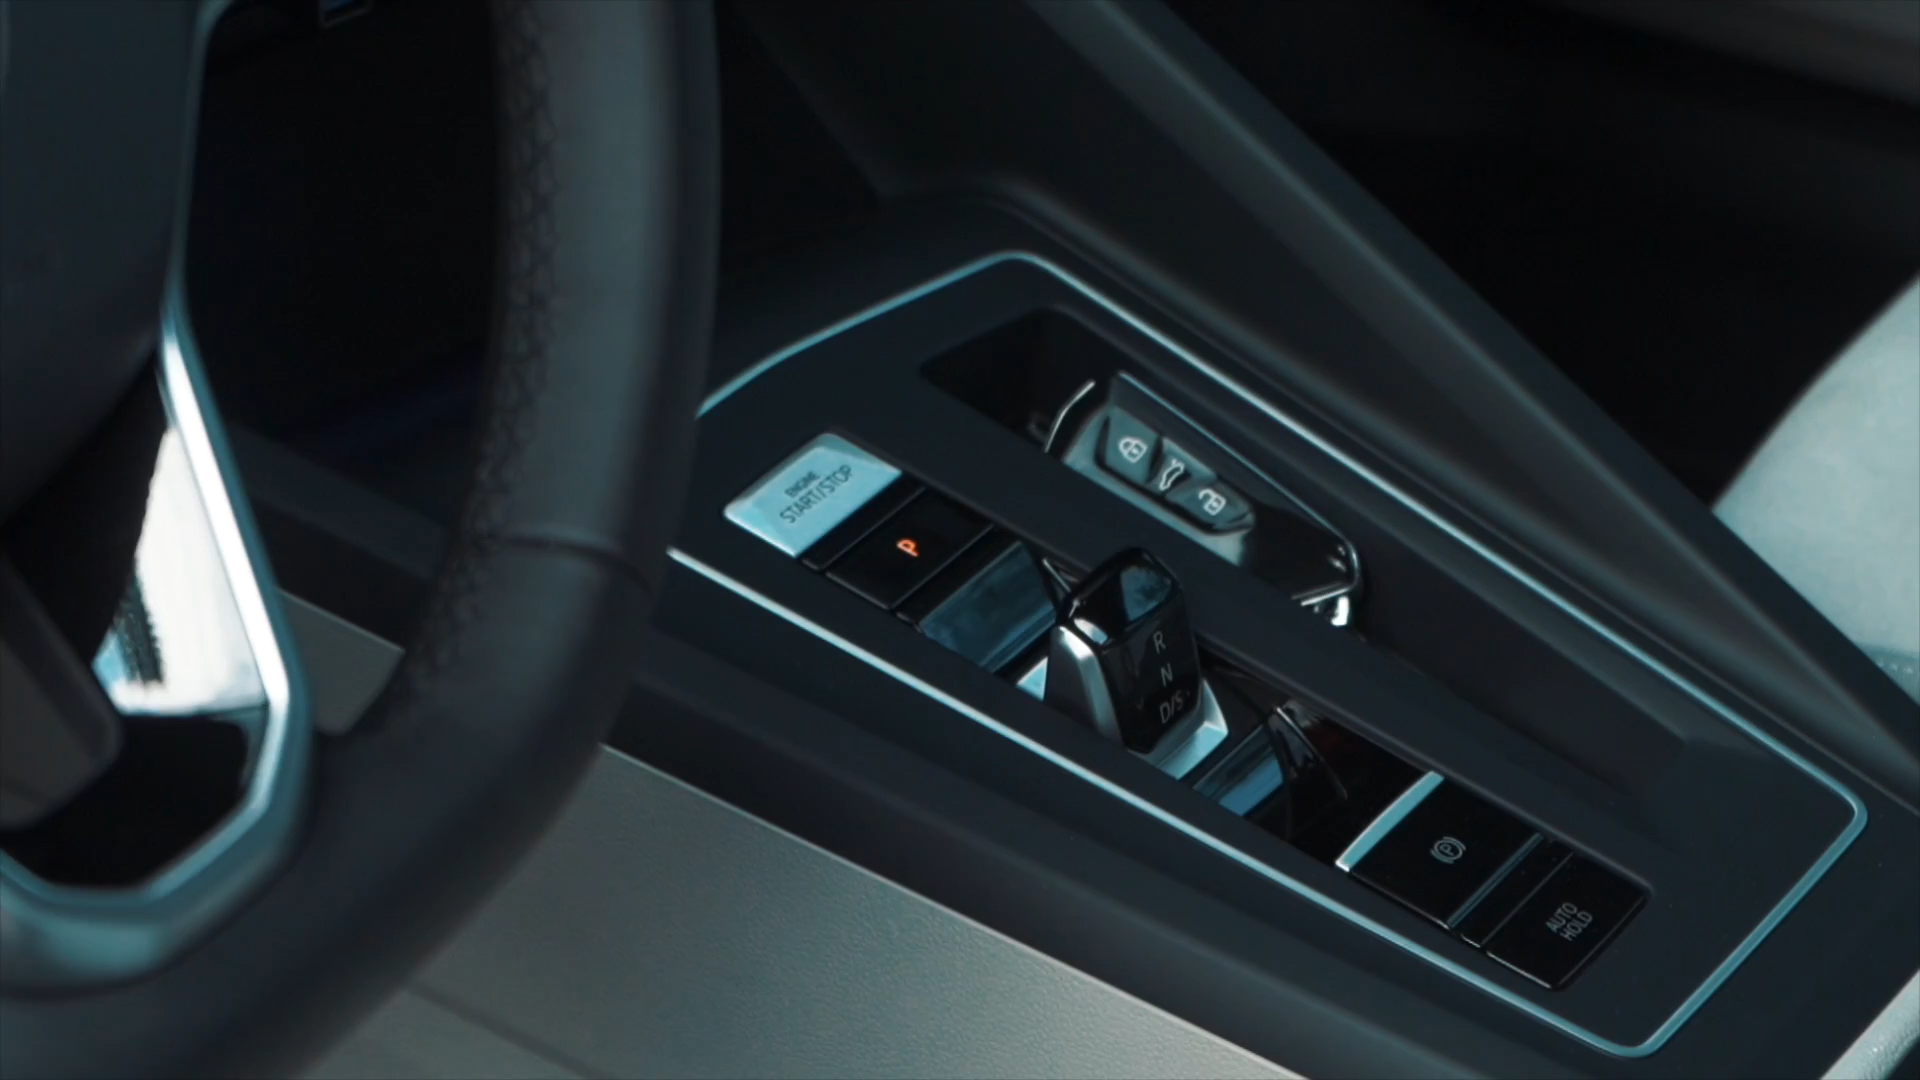 ENGINE
START/STOP
P
R
N
D/S
P
AUTO
HOLD